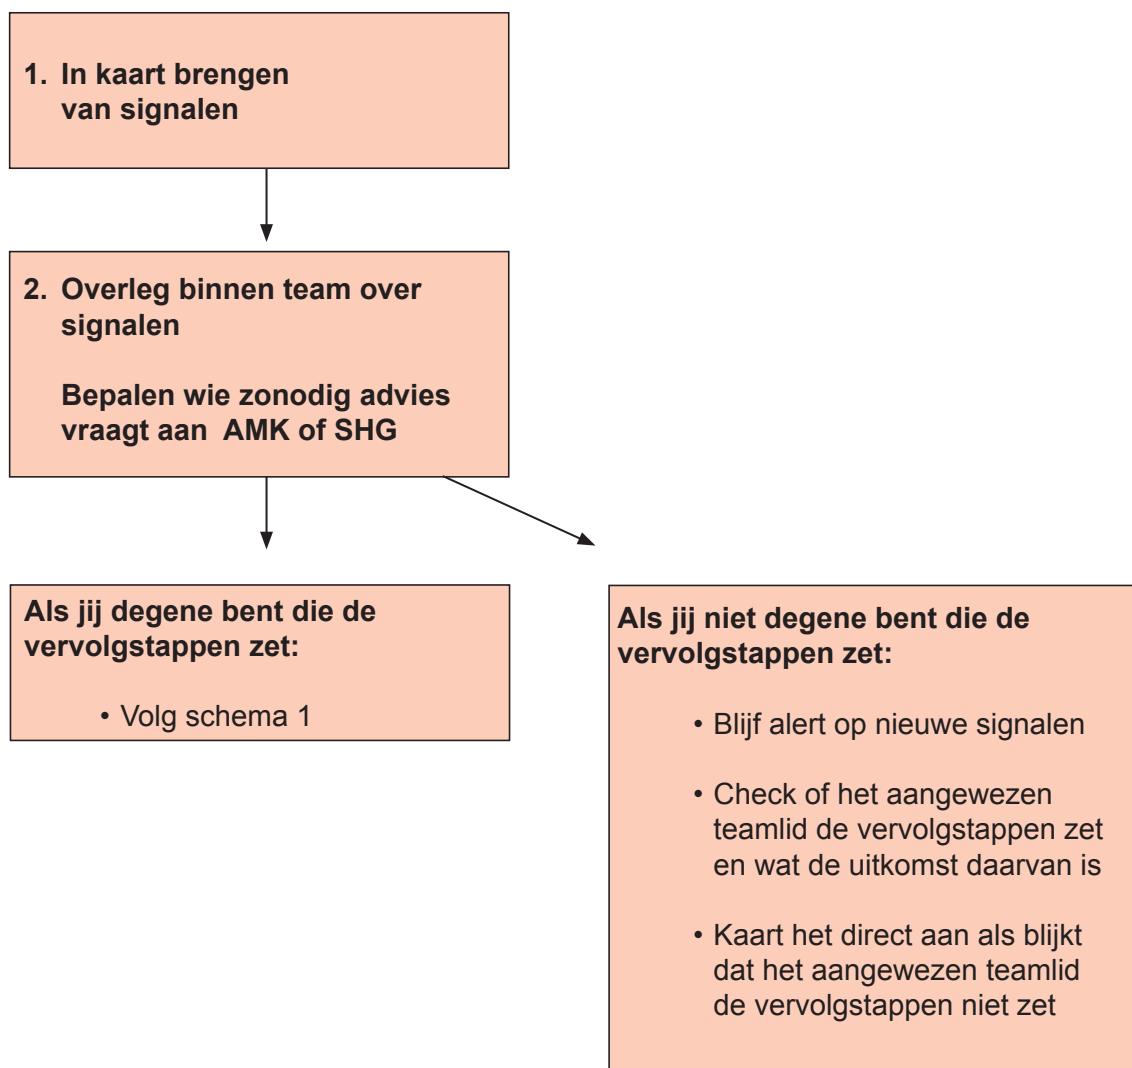 1. In kaart brengen
van signalen
2. Overleg binnen team over
signalen
Bepalen wie zonodig advies
vraagt aan AMK of SHG
Als jij degene bent die de
vervolgstappen zet:
• Volg schema 1
Als jij niet degene bent die de
vervolgstappen zet:
• Blijf alert op nieuwe signalen
• Check of het aangewezen
teamlid de vervolgstappen zet
en wat de uitkomst daarvan is
• Kaart het direct aan als blijkt
dat het aangewezen teamlid
de vervolgstappen niet zet